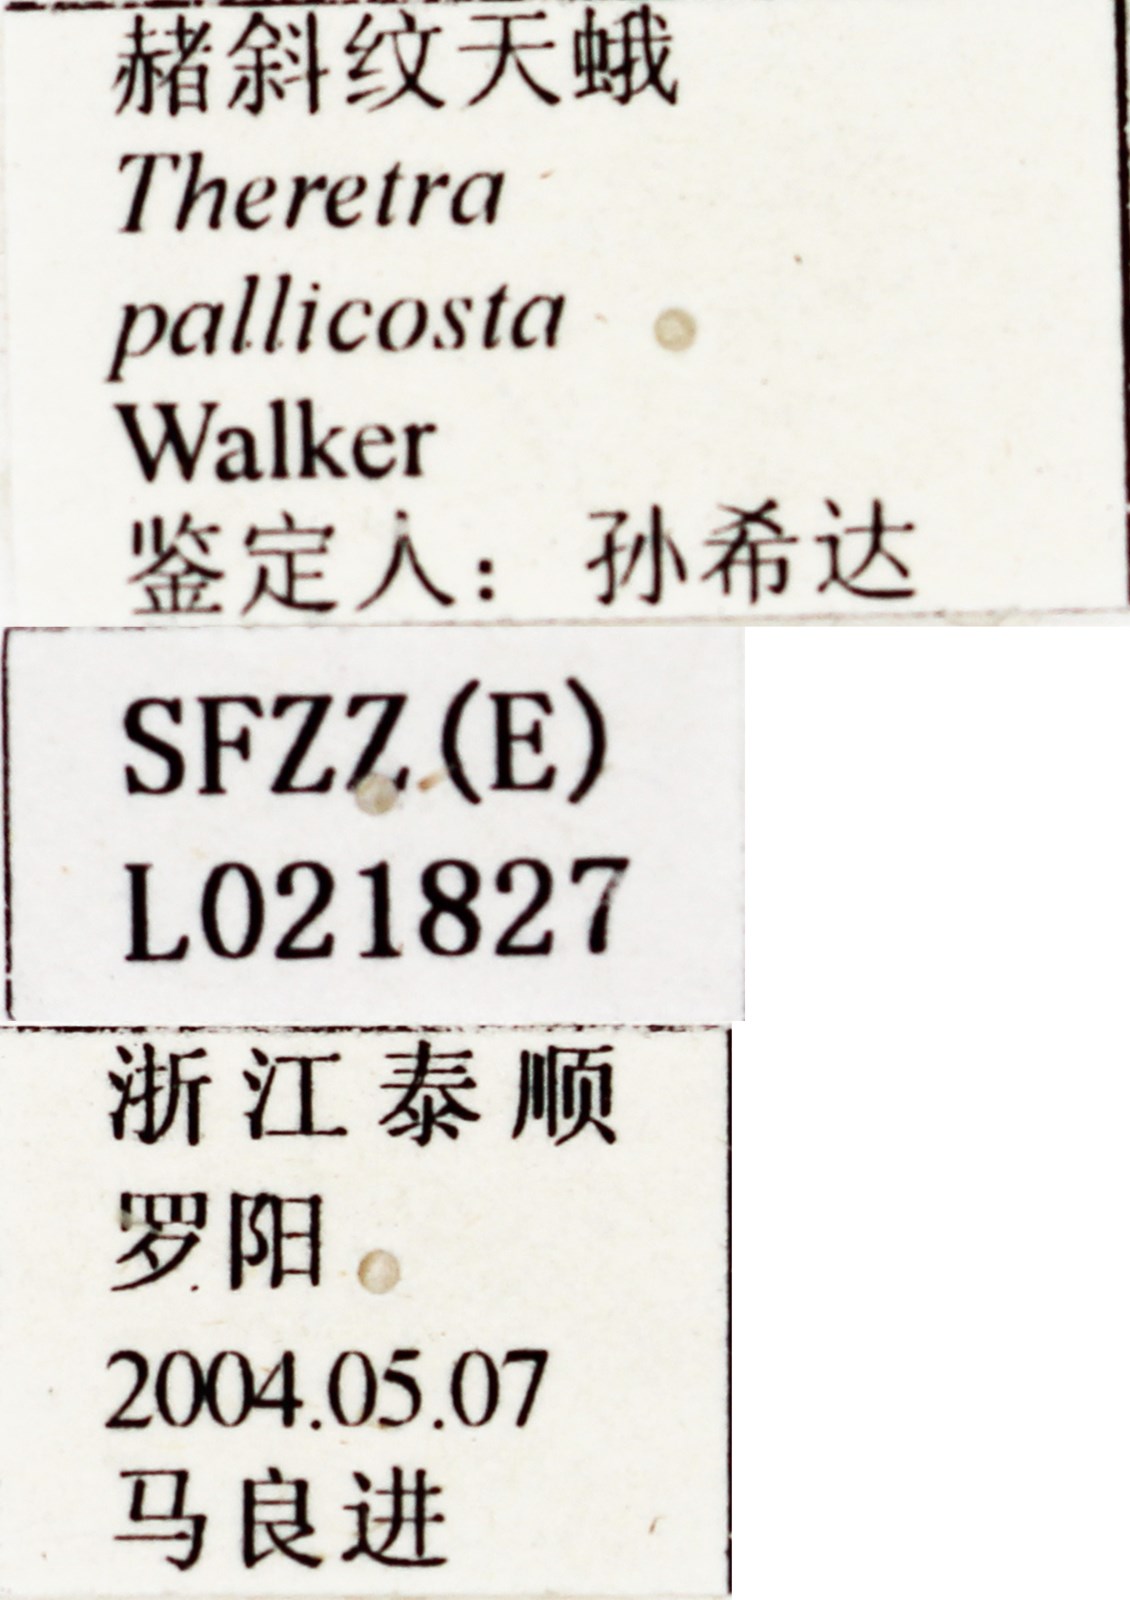 赭斜纹天蛾
Theretra
pallicosta
Walker
鉴定人：孙希达
SFZZ(E)
L021827
浙江泰顺
罗阳
2004.05.07
马良进